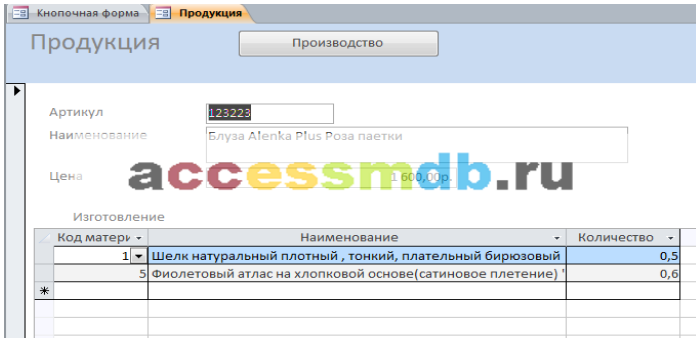 Кнопочная форма Продукция
Продукция Производство
Артикул 123223
Наименование Блуза Alenka Plus Роза паетки
Цена 1 600,00р.
accessmdb.ru
Изготовление
Код матери Наименование Количество
1 Шелк натуральный плотный , тонкий, плательный бирюзовый 0,5
5 Фиолетовый атлас на хлопковой основе(сатиновое плетение) " 0,6